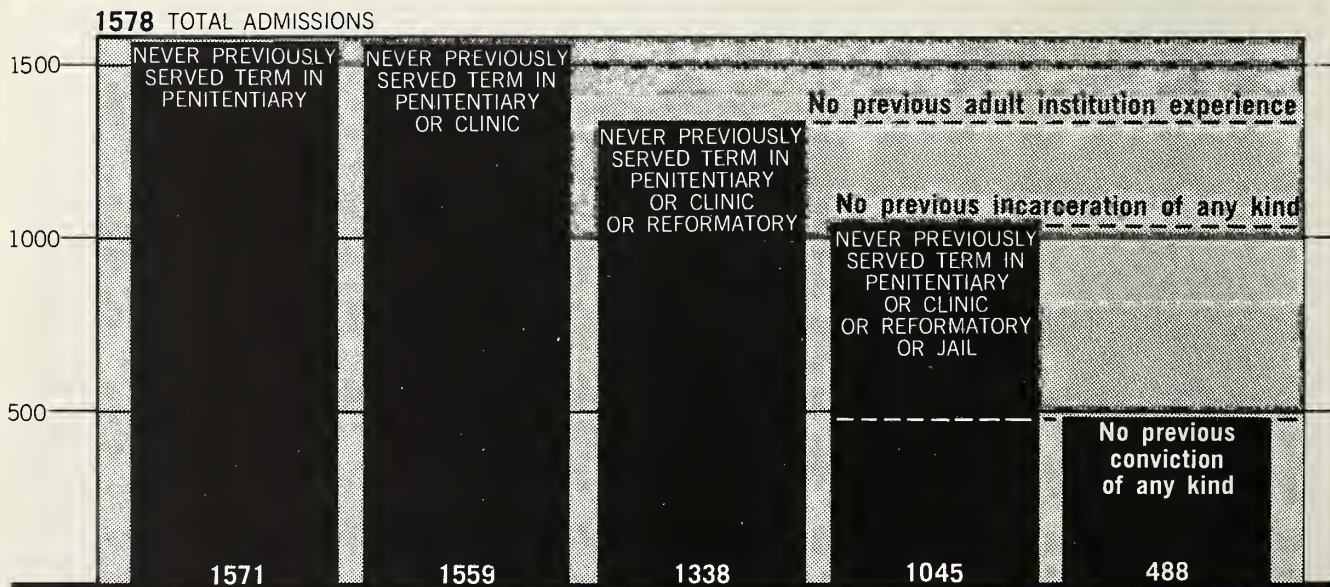 1578 TOTAL ADMISSIONS
1500
1000
500
NEVER PREVIOUSLY
SERVED TERM IN
PENITENTIARY
1571
NEVER PREVIOUSLY
SERVED TERM IN
PENITENTIARY
OR CLINIC
1559
NEVER PREVIOUSLY
SERVED TERM IN
PENITENTIARY
OR CLINIC
OR REFORMATORY
1338
No previous adult institution experience
No previous incarceration of any kind
NEVER PREVIOUSLY
SERVED TERM IN
PENITENTIARY
OR CLINIC
OR REFORMATORY
OR JAIL
1045
No previous
conviction
of any kind
488